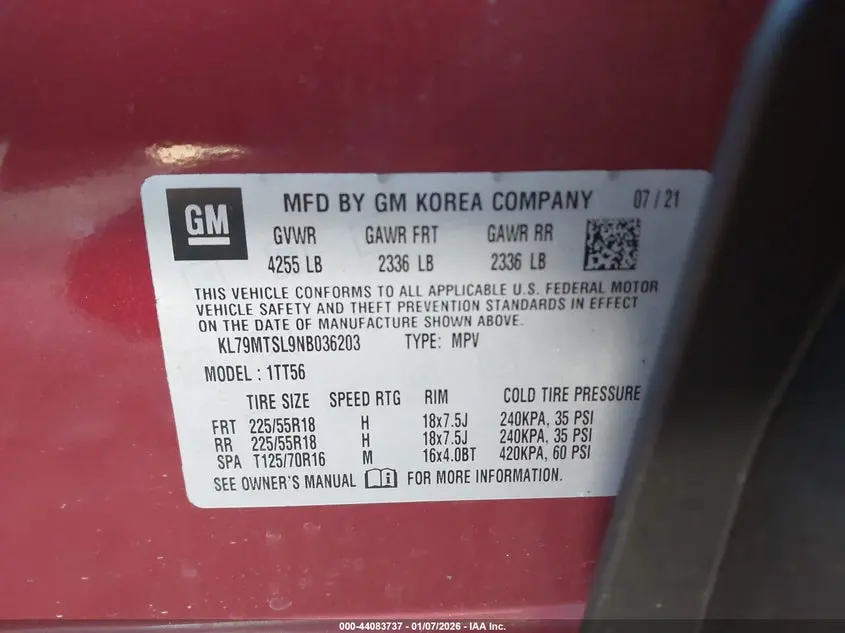 GM MFD BY GM KOREA COMPANY 07/21
GVWR GAWR FRT GAWR RR
4255 LB 2336 LB 2336 LB
THIS VEHICLE CONFORMS TO ALL APPLICABLE U.S. FEDERAL MOTOR
VEHICLE SAFETY AND THEFT PREVENTION STANDARDS IN EFFECT
ON THE DATE OF MANUFACTURE SHOWN ABOVE.
KL79MTSL9NB036203 TYPE: MPV
MODEL : 1TT56
TIRE SIZE SPEED RTG RIM COLD TIRE PRESSURE
FRT 225/55R18 H 18x7.5J 240KPA, 35 PSI
RR 225/55R18 H 18x7.5J 240KPA, 35 PSI
SPA T125/70R16 M 16x4.0BT 420KPA, 60 PSI
SEE OWNER'S MANUAL FOR MORE INFORMATION.
000-44083737 - 01/07/2026 - IAA Inc.